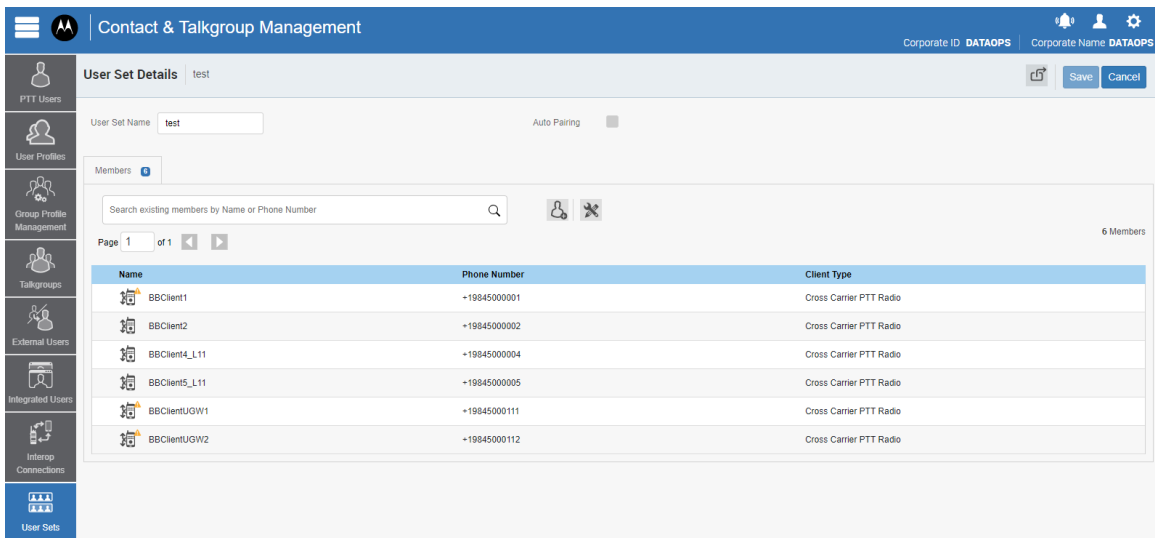 Contact & Talkgroup Management
Corporate ID DATAOPS
Corporate Name DATAOPS
PTT Users
User Profiles
Group Profile
Management
Talkgroups
External Users
Integrated Users
Interop
Connections
User Sets
User Set Details test
Save
Cancel
User Set Name test
Auto Pairing
Members 6
Search existing members by Name or Phone Number
6 Members
Page 1 of 1
Name Phone Number Client Type
BBClient1 +19845000001 Cross Carrier PTT Radio
BBClient2 +19845000002 Cross Carrier PTT Radio
BBClient4_L11 +19845000004 Cross Carrier PTT Radio
BBClient5_L11 +19845000005 Cross Carrier PTT Radio
BBClientUGW1 +19845000111 Cross Carrier PTT Radio
BBClientUGW2 +19845000112 Cross Carrier PTT Radio